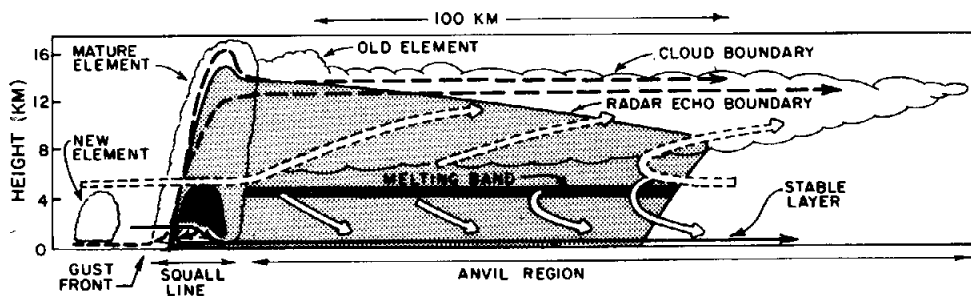 100 KM
16
12
8
4
0
HEIGHT (KM)
MATURE
ELEMENT
OLD ELEMENT
CLOUD BOUNDARY
RADAR ECHO BOUNDARY
NEW
ELEMENT
MELTING BAND
STABLE
LAYER
GUST
FRONT
SQUALL
LINE
ANVIL REGION